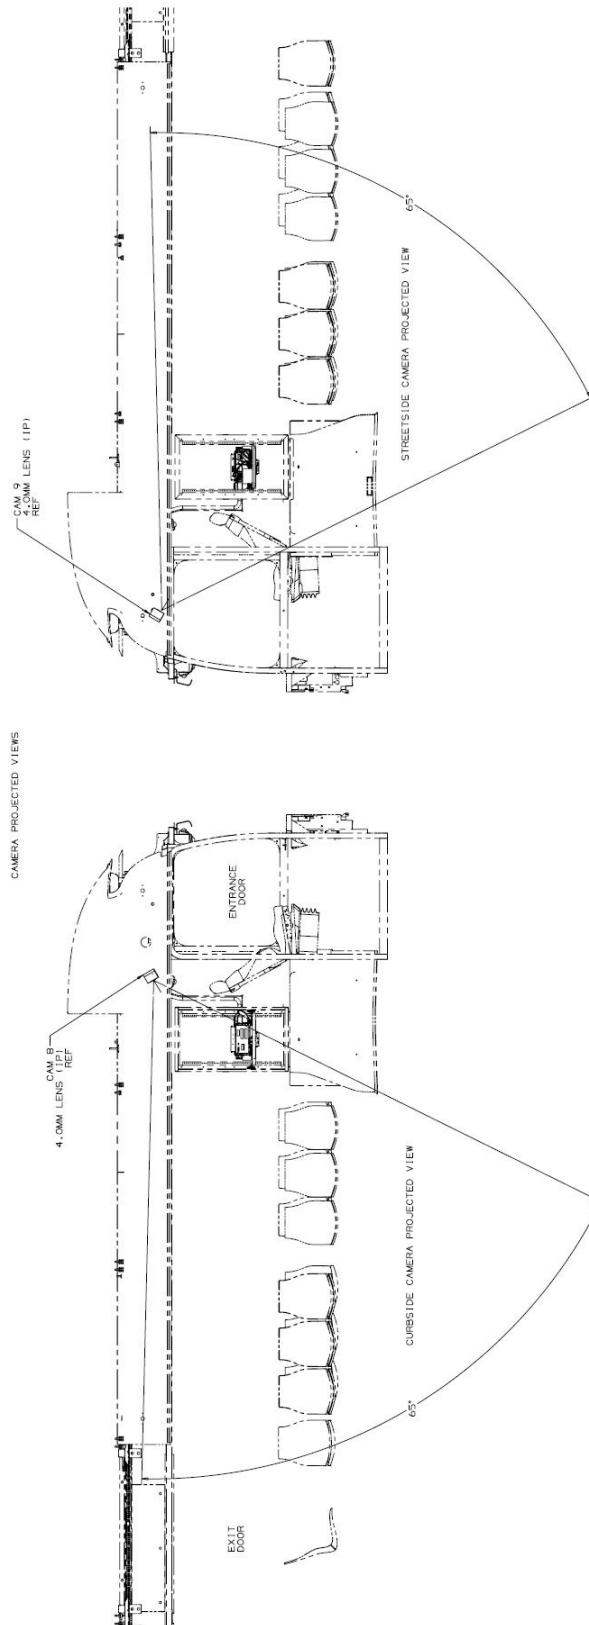 CAMERA PROJECTED VIEWS
CAM 9
4.0MM LENS (IP)
REF
65°
STREETSIDE CAMERA PROJECTED VIEW
CAM 8
4.0MM LENS (IP)
REF
ENTRANCE
DOOR
CURBSIDE CAMERA PROJECTED VIEW
65°
EXIT
DOOR